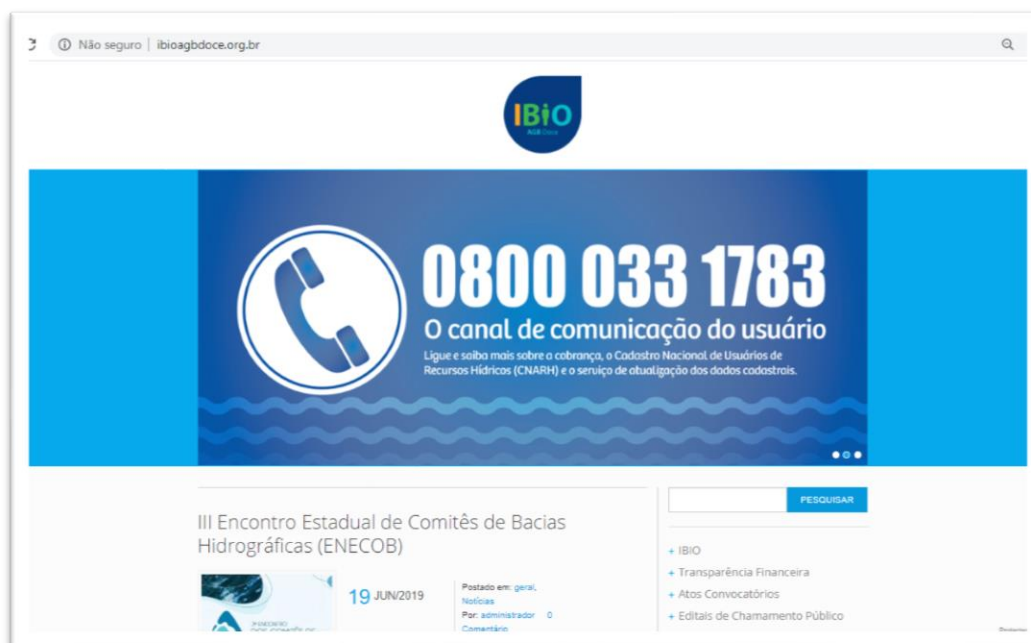 Não seguro | ibioagbdoce.org.br
IBiO
AGB Doce
0800 033 1783
O canal de comunicação do usuário
Ligue e saiba mais sobre a cobrança, o Cadastro Nacional de Usuários de
Recursos Hídricos (CNARH) e o serviço de atualização dos dados cadastrais.
PESQUISAR
III Encontro Estadual de Comitês de Bacias
Hidrográficas (ENECOB)
19 JUN/2019
Postado em: geral,
Notícias
Por: administrador 0
Comentário
+ IBIO
+ Transparência Financeira
+ Atos Convocatórios
+ Editais de Chamamento Público